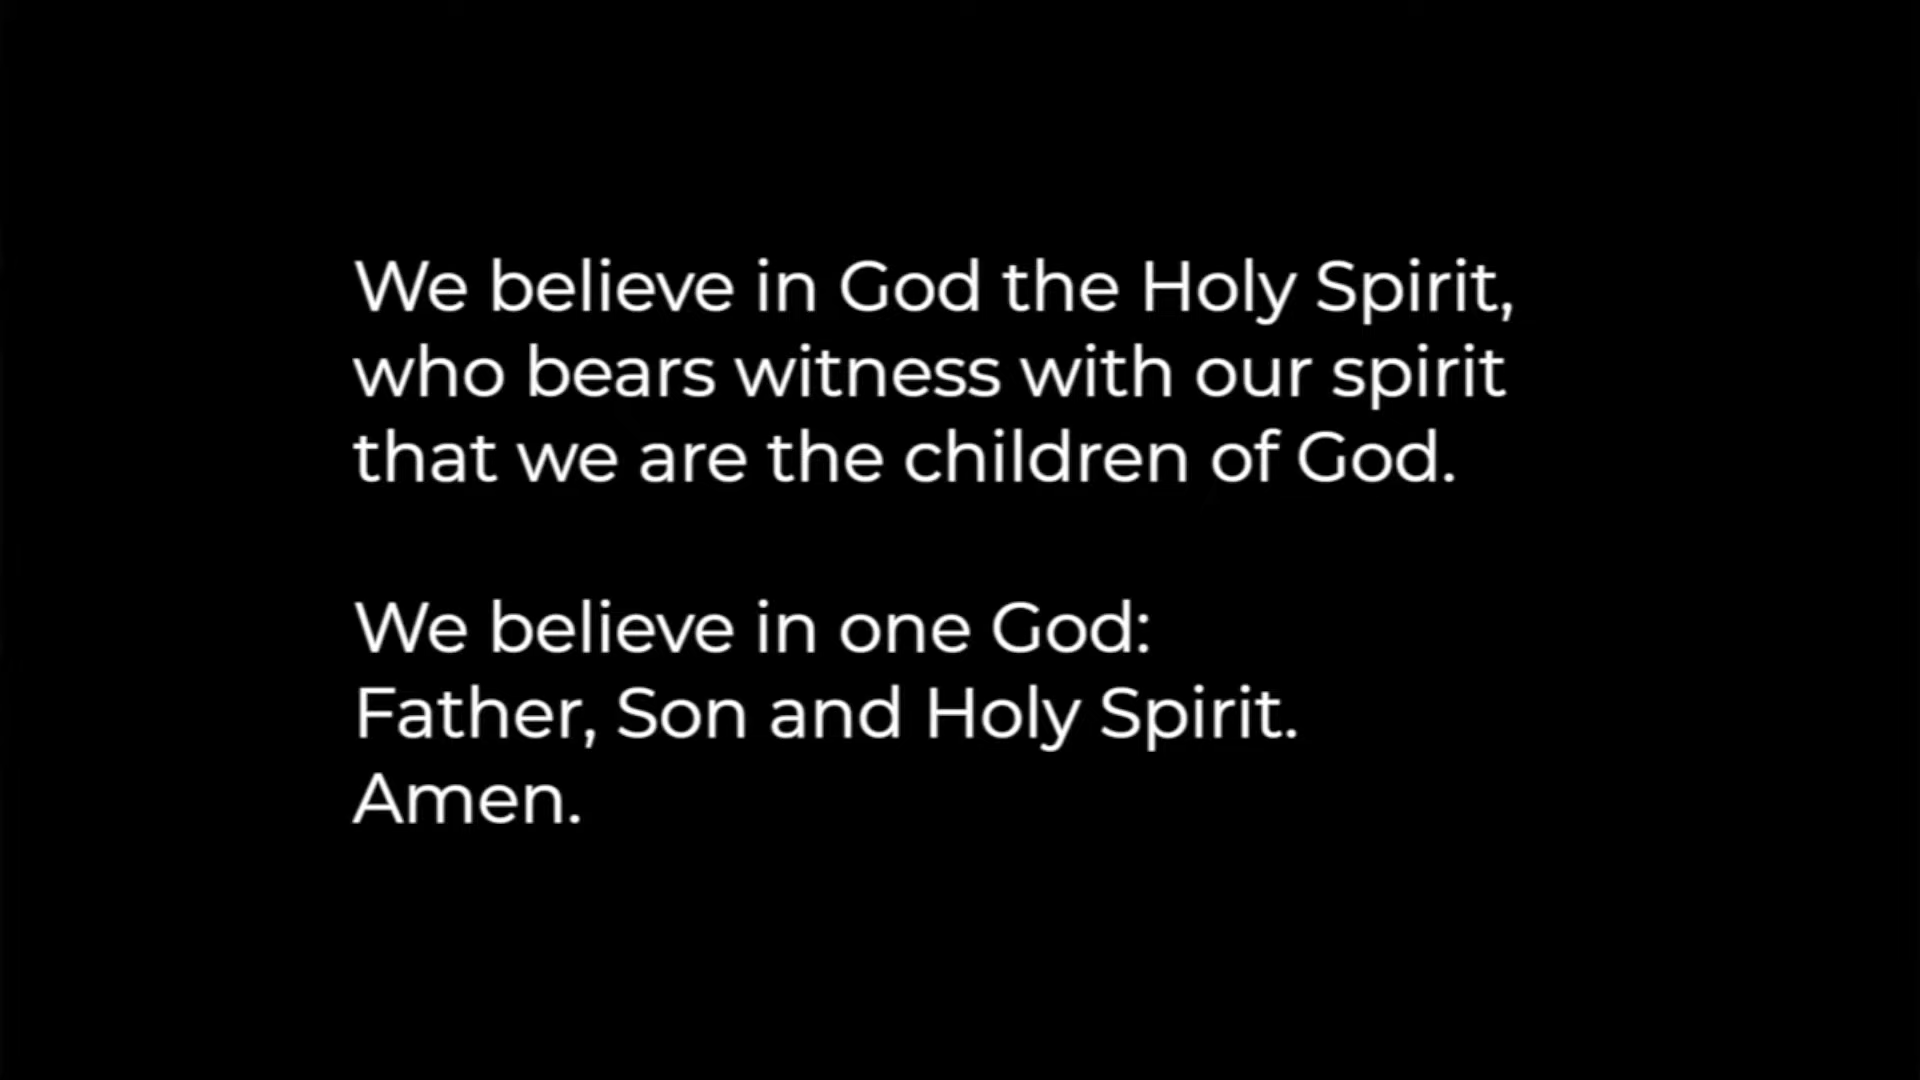 We believe in God the Holy Spirit,
who bears witness with our spirit
that we are the children of God.
We believe in one God:
Father, Son and Holy Spirit.
Amen.